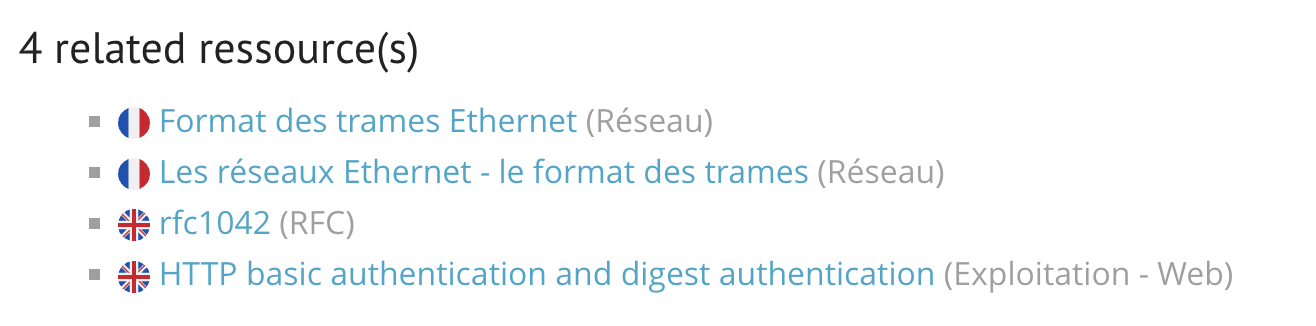 4 related ressource(s)
Format des trames Ethernet (Réseau)
Les réseaux Ethernet - le format des trames (Réseau)
rfc1042 (RFC)
HTTP basic authentication and digest authentication (Exploitation - Web)